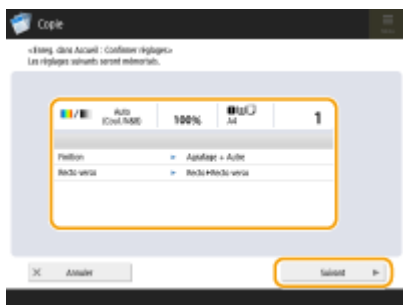 Copie
<Enreg. dans Accueil : Confirmer réglages>
Les réglages suivants seront mémorisés.
Auto
(Coul./N&B)
100%
A4
1
Finition ► Agrafage + Autre
Recto verso ► Recto►Recto verso
Annuler
Suivant